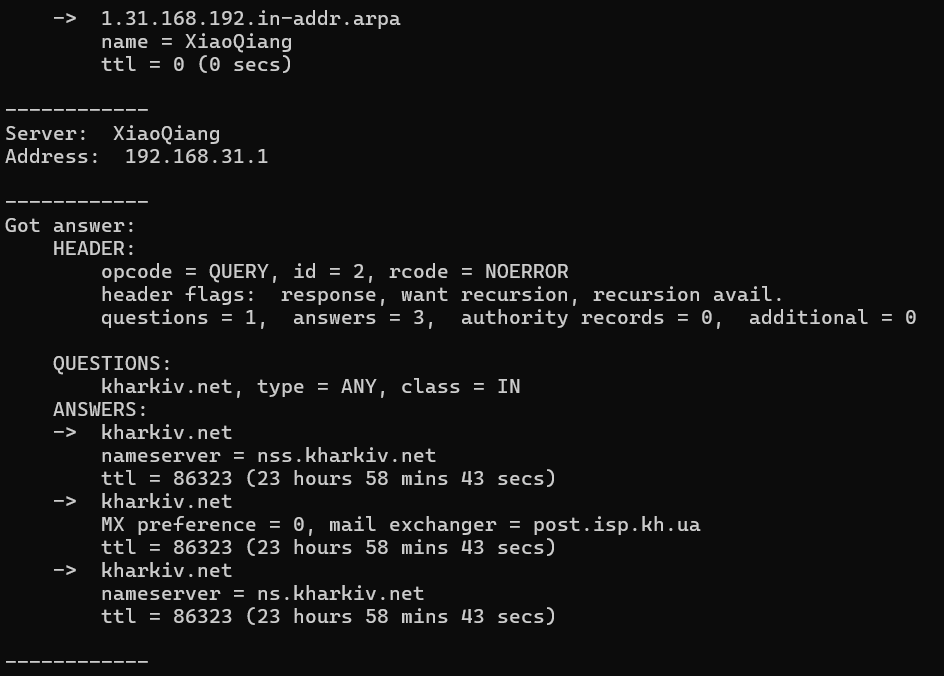 ->  1.31.168.192.in-addr.arpa
        name = XiaoQiang
        ttl = 0 (0 secs)

------------
Server:  XiaoQiang
Address:  192.168.31.1

------------
Got answer:
    HEADER:
        opcode = QUERY, id = 2, rcode = NOERROR
        header flags:  response, want recursion, recursion avail.
        questions = 1,  answers = 3,  authority records = 0,  additional = 0

    QUESTIONS:
        kharkiv.net, type = ANY, class = IN
    ANSWERS:
    ->  kharkiv.net
        nameserver = nss.kharkiv.net
        ttl = 86323 (23 hours 58 mins 43 secs)
    ->  kharkiv.net
        MX preference = 0, mail exchanger = post.isp.kh.ua
        ttl = 86323 (23 hours 58 mins 43 secs)
    ->  kharkiv.net
        nameserver = ns.kharkiv.net
        ttl = 86323 (23 hours 58 mins 43 secs)

------------